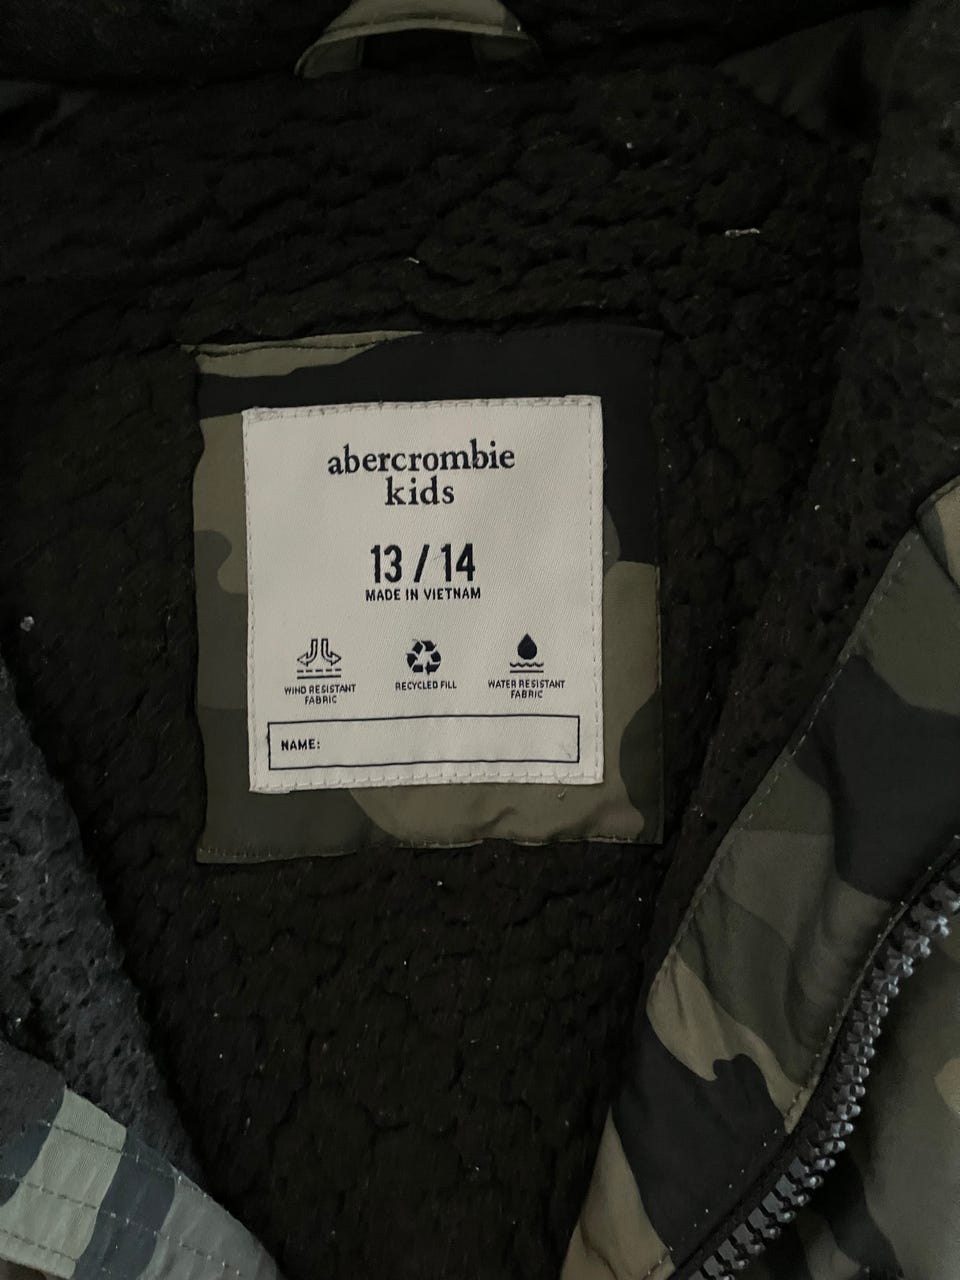 abercrombie
kids
13 / 14
MADE IN VIETNAM
WIND RESISTANT
FABRIC
RECYCLED FILL
WATER RESISTANT
FABRIC
NAME: